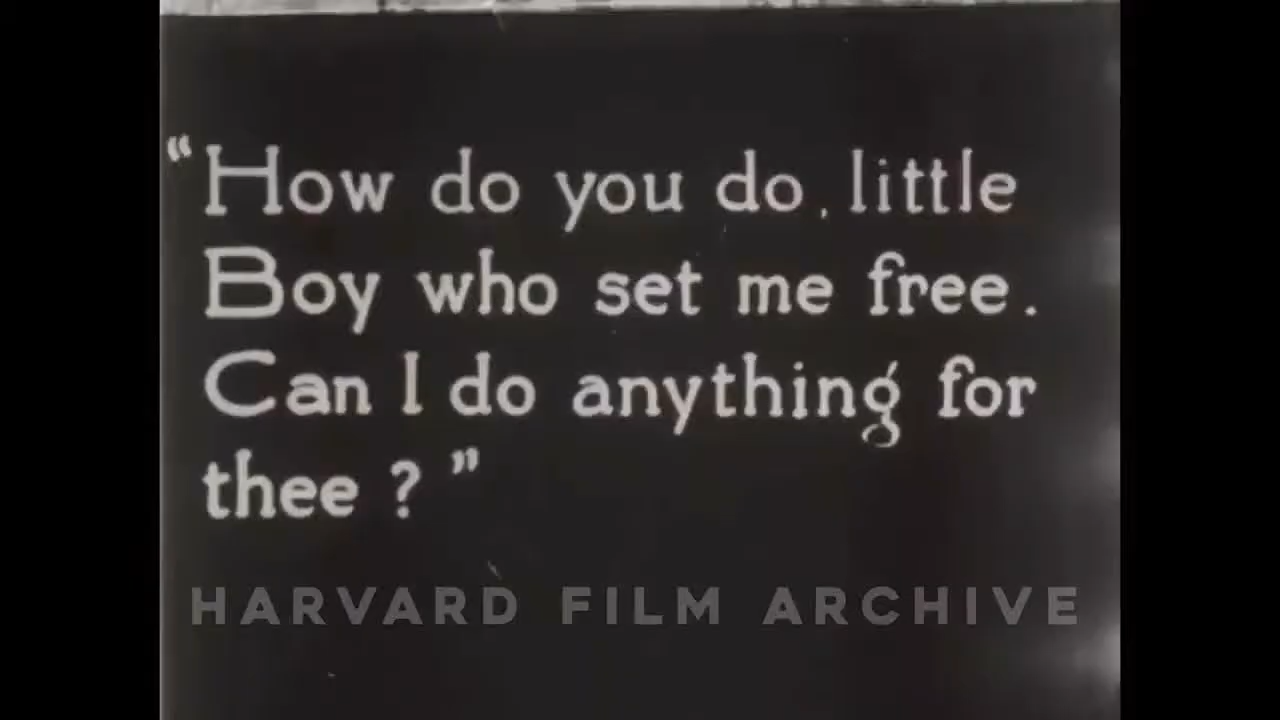 “How do you do, little
Boy who set me free.
Can I do anything for
thee?”
HARVARD FILM ARCHIVE